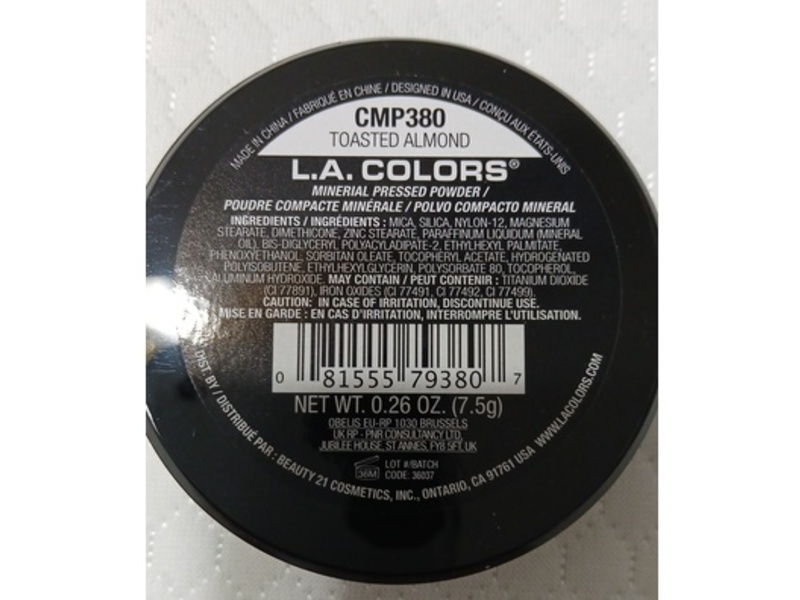 MADE IN CHINA / FABRIQUÉ EN CHINE / DESIGNED IN USA / CONÇU AUX ÉTATS-UNIS
CMP380
TOASTED ALMOND
L.A. COLORS®
MINERIAL PRESSED POWDER /
POUDRE COMPACTE MINÉRALE / POLVO COMPACTO MINERAL
INGREDIENTS / INGRÉDIENTS : MICA, SILICA, NYLON-12, MAGNESIUM
STEARATE, DIMETHICONE, ZINC STEARATE, PARAFFINUM LIQUIDUM (MINERAL
OIL), BIS-DIGLYCERYL POLYACYLADIPATE-2, ETHYLHEXYL PALMITATE,
PHENOXYETHANOL, SORBITAN OLEATE, TOCOPHERYL ACETATE, HYDROGENATED
POLYISOBUTENE, ETHYLHEXYLGLYCERIN, POLYSORBATE 80, TOCOPHEROL,
ALUMINUM HYDROXIDE. MAY CONTAIN / PEUT CONTENIR : TITANIUM DIOXIDE
(CI 77891), IRON OXIDES (CI 77491, CI 77492, CI 77499).
CAUTION: IN CASE OF IRRITATION, DISCONTINUE USE.
MISE EN GARDE : EN CAS D'IRRITATION, INTERROMPRE L'UTILISATION.
0 81555 79380 7
NET WT. 0.26 OZ. (7.5g)
OBELIS EU-RP 1030 BRUSSELS
UK RP - PNR CONSULTANCY LTD,
JUBILEE HOUSE, ST ANNES, FY8 5FT, UK
36M
LOT #/BATCH
CODE: 36037
DIST BY / DISTRIBUÉ PAR : BEAUTY 21 COSMETICS, INC., ONTARIO, CA 91761 USA WWW.LACOLORS.COM